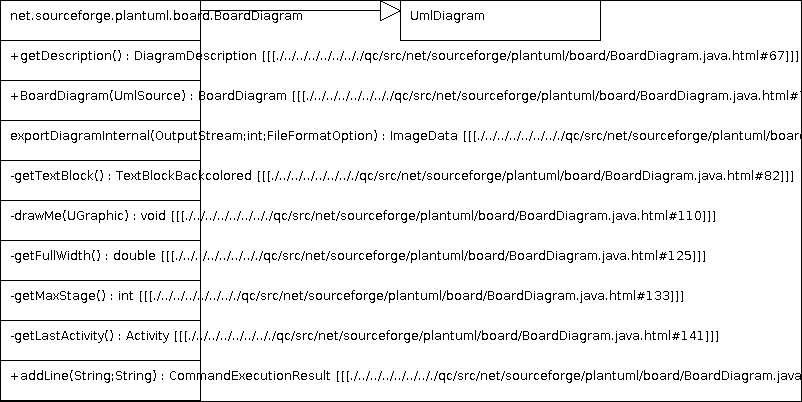 net.sourceforge.plantuml.board.BoardDiagram
UmlDiagram
+getDescription() : DiagramDescription [[[./../../../../../../qc/src/net/sourceforge/plantuml/board/BoardDiagram.java.html#67]]]
+BoardDiagram(UmlSource) : BoardDiagram [[[./../../../../../../qc/src/net/sourceforge/plantuml/board/BoardDiagram.java.html#
exportDiagramInternal(OutputStream;int;FileFormatOption) : ImageData [[[./../../../../../../qc/src/net/sourceforge/plantuml/board
-getTextBlock() : TextBlockBackcolored [[[./../../../../../../qc/src/net/sourceforge/plantuml/board/BoardDiagram.java.html#82]]]
-drawMe(UGraphic) : void [[[./../../../../../../qc/src/net/sourceforge/plantuml/board/BoardDiagram.java.html#110]]]
-getFullWidth() : double [[[./../../../../../../qc/src/net/sourceforge/plantuml/board/BoardDiagram.java.html#125]]]
-getMaxStage() : int [[[./../../../../../../qc/src/net/sourceforge/plantuml/board/BoardDiagram.java.html#133]]]
-getLastActivity() : Activity [[[./../../../../../../qc/src/net/sourceforge/plantuml/board/BoardDiagram.java.html#141]]]
+addLine(String;String) : CommandExecutionResult [[[./../../../../../../qc/src/net/sourceforge/plantuml/board/BoardDiagram.java